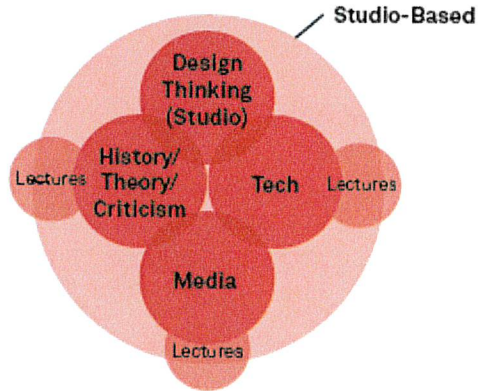 Studio-Based
Design
Thinking
(Studio)
History/
Theory/
Criticism
Lectures
Tech
Lectures
Media
Lectures